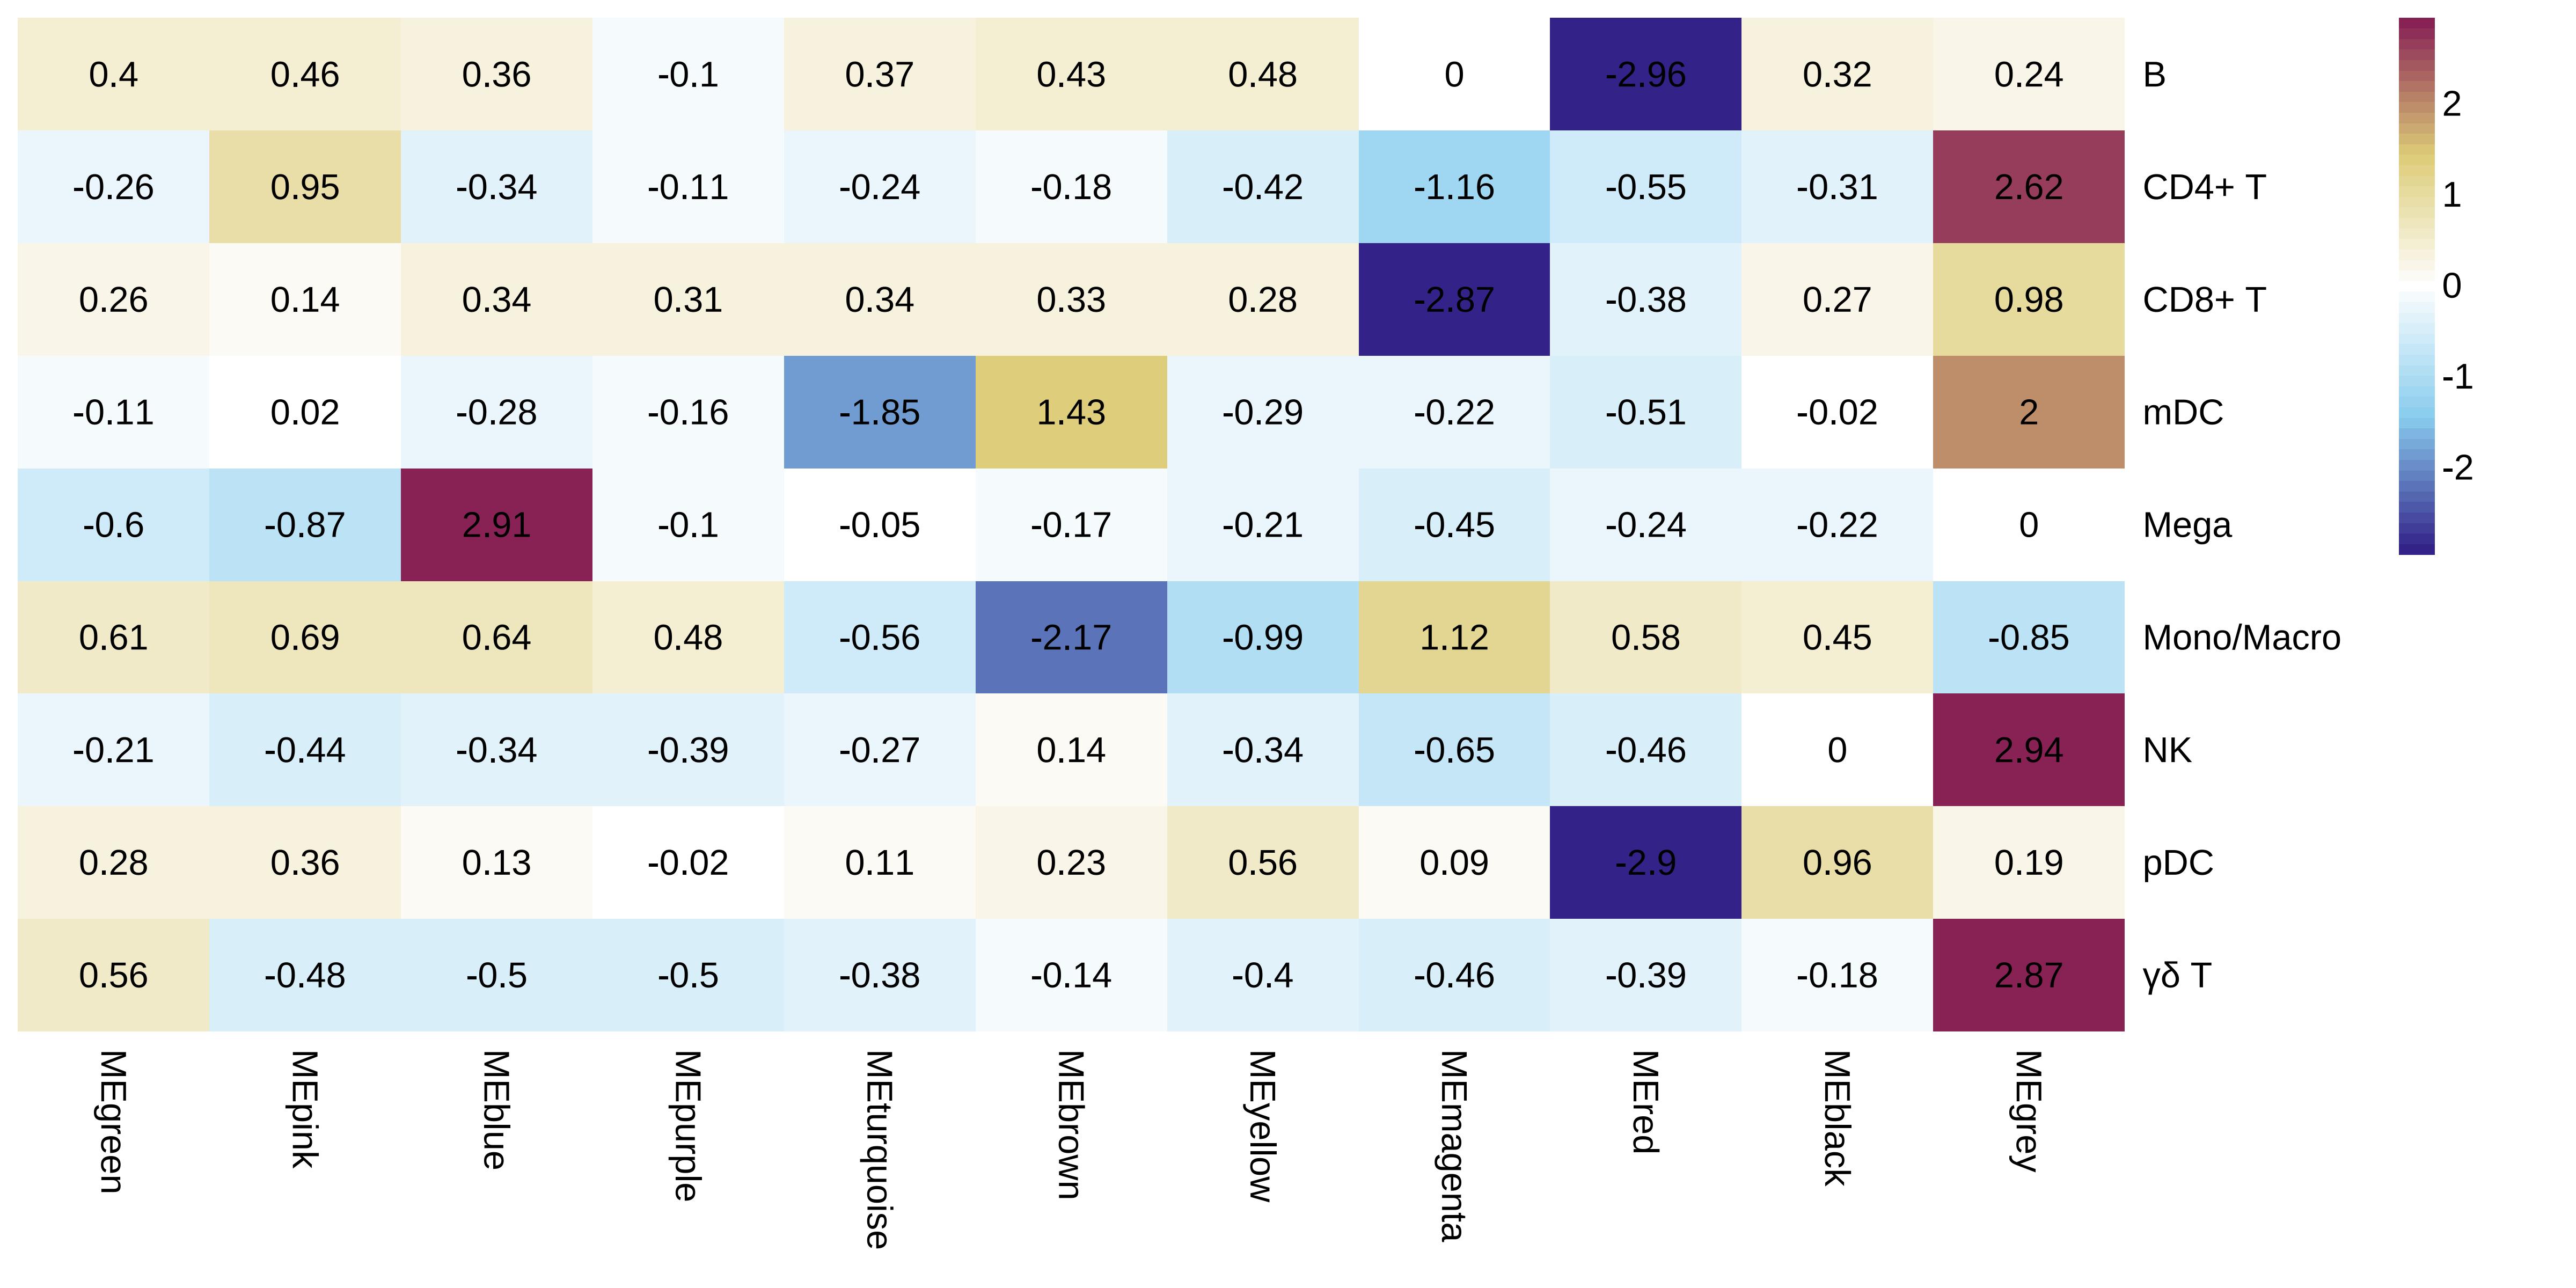 0.4 0.46 0.36 -0.1 0.37 0.43 0.48 0 -2.96 0.32 0.24 B
-0.26 0.95 -0.34 -0.11 -0.24 -0.18 -0.42 -1.16 -0.55 -0.31 2.62 CD4+ T
0.26 0.14 0.34 0.31 0.34 0.33 0.28 -2.87 -0.38 0.27 0.98 CD8+ T
-0.11 0.02 -0.28 -0.16 -1.85 1.43 -0.29 -0.22 -0.51 -0.02 2 mDC
-0.6 -0.87 2.91 -0.1 -0.05 -0.17 -0.21 -0.45 -0.24 -0.22 0 Mega
0.61 0.69 0.64 0.48 -0.56 -2.17 -0.99 1.12 0.58 0.45 -0.85 Mono/Macro
-0.21 -0.44 -0.34 -0.39 -0.27 0.14 -0.34 -0.65 -0.46 0 2.94 NK
0.28 0.36 0.13 -0.02 0.11 0.23 0.56 0.09 -2.9 0.96 0.19 pDC
0.56 -0.48 -0.5 -0.5 -0.38 -0.14 -0.4 -0.46 -0.39 -0.18 2.87 γδ T
MEgreen
MEpink
MEblue
MEpurple
MEturquoise
MEbrown
MEyellow
MEmagenta
MEred
MEblack
MEgrey
2
1
0
-1
-2